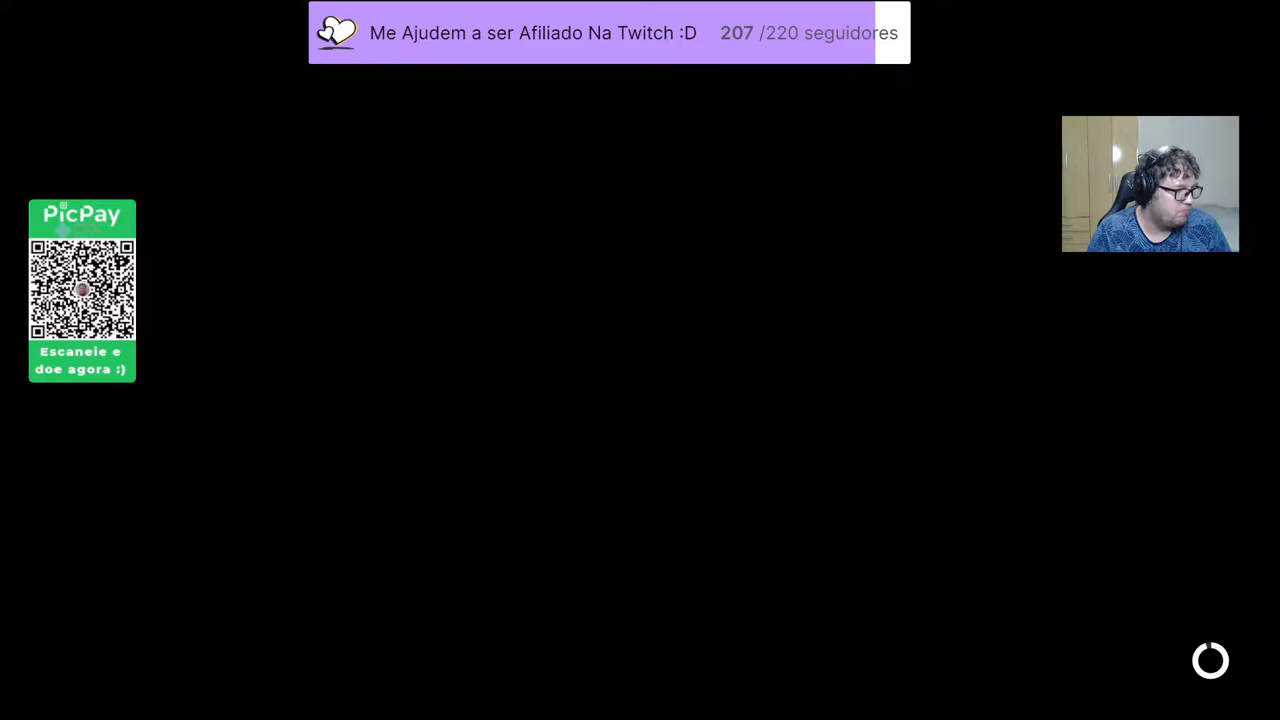 Me Ajudem a ser Afiliado Na Twitch :D 207 /220 seguidores
PicPay
Escaneie e
doe agora :)